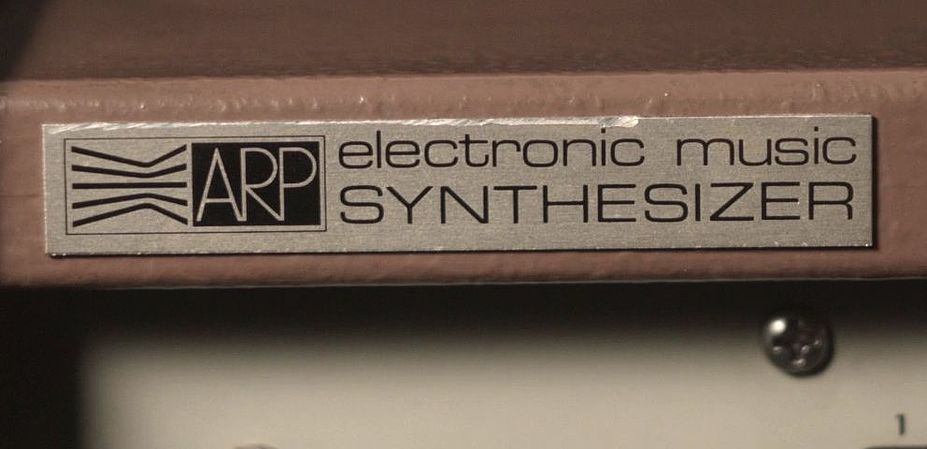 ARP
electronic music
SYNTHESIZER
1